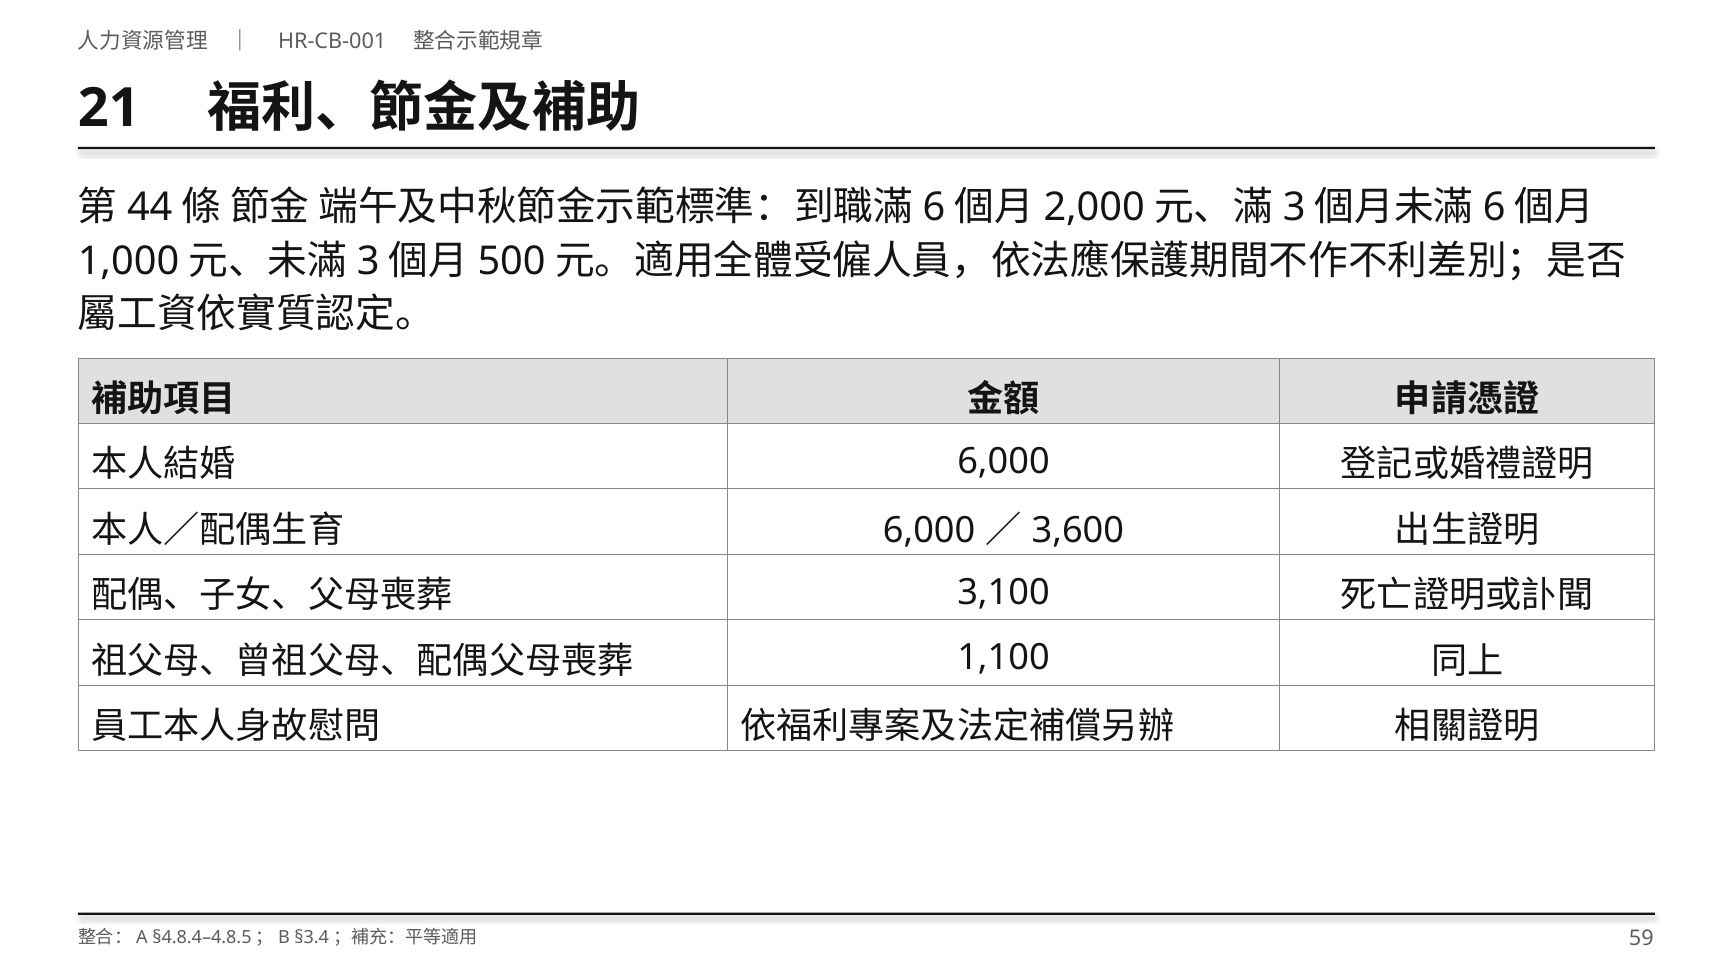 人力資源管理 ｜ HR-CB-001 整合示範規章
21 福利、節金及補助
第 44 條 節金 端午及中秋節金示範標準：到職滿 6 個月 2,000 元、滿 3 個月未滿 6 個月
1,000 元、未滿 3 個月 500 元。適用全體受僱人員，依法應保護期間不作不利差別；是否
屬工資依實質認定。
補助項目 金額 申請憑證
本人結婚 6,000 登記或婚禮證明
本人／配偶生育 6,000 ／ 3,600 出生證明
配偶、子女、父母喪葬 3,100 死亡證明或訃聞
祖父母、曾祖父母、配偶父母喪葬 1,100 同上
員工本人身故慰問 依福利專案及法定補償另辦 相關證明
整合： A §4.8.4–4.8.5 ； B §3.4 ；補充：平等適用 59